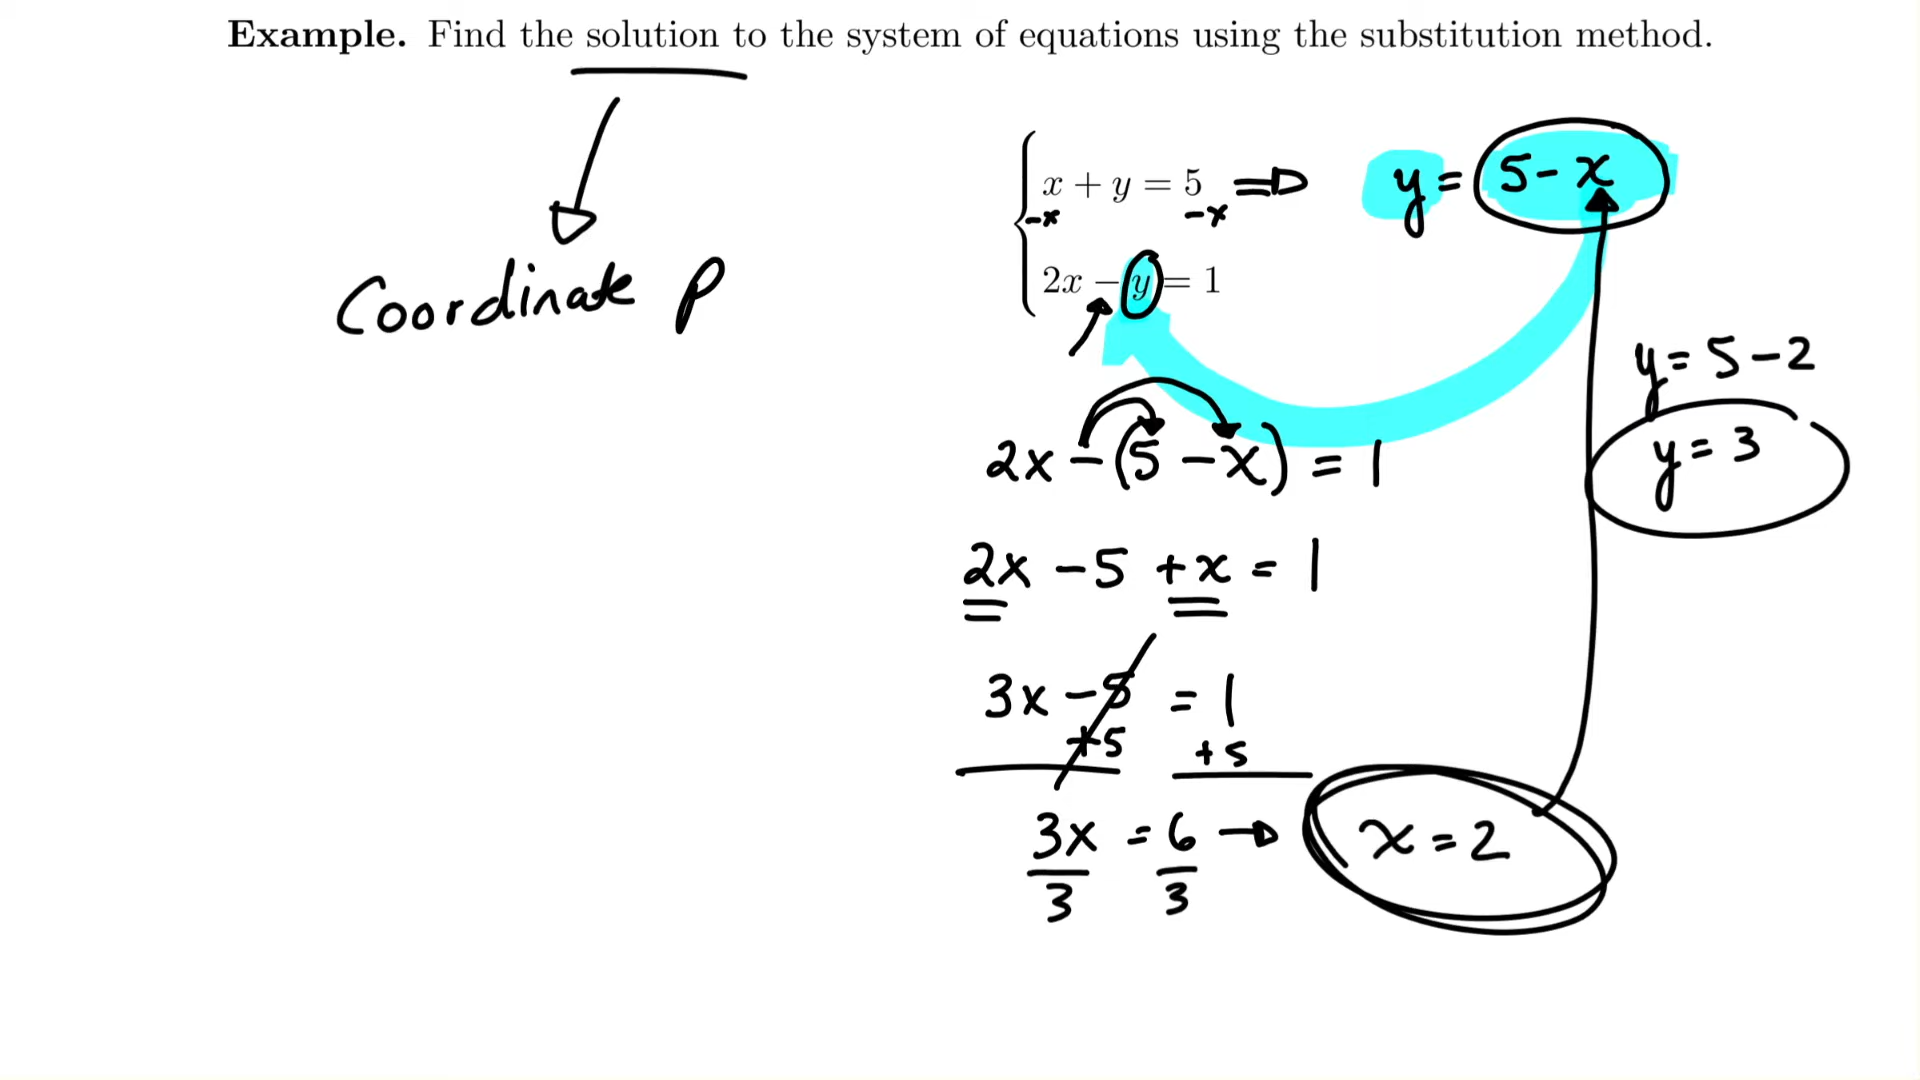 Example. Find the solution to the system of equations using the substitution method.
Coordinate P
x + y = 5 ⇒ y = 5 - x
-x -x
2x − y = 1
y = 5 - 2
y = 3
2x - (5 - x) = 1
2x - 5 + x = 1
3x - 5 = 1
+5 +5
3x = 6 → x = 2
3 3